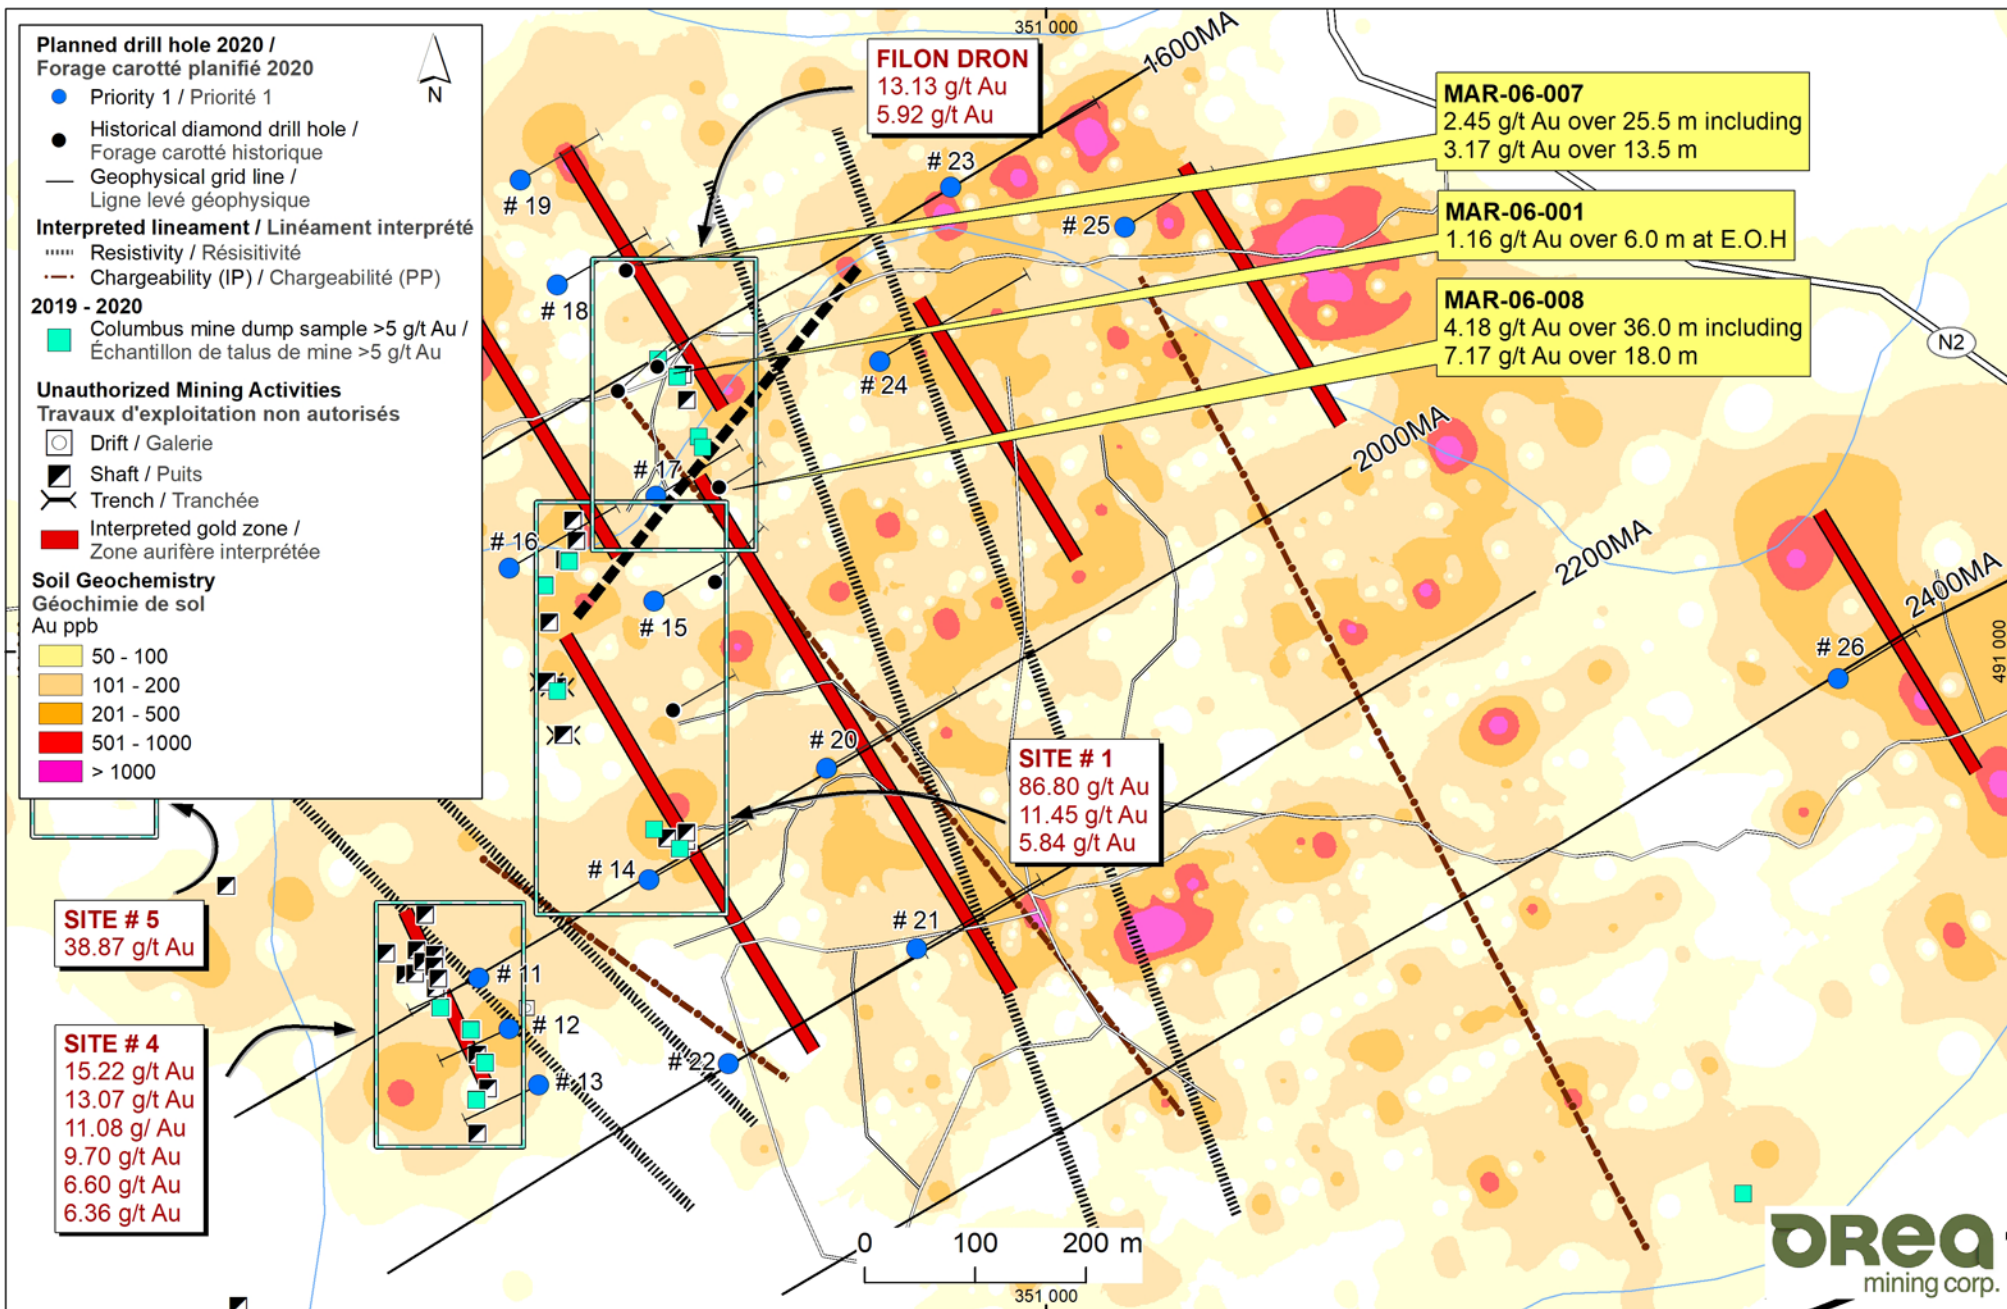 Planned drill hole 2020 /
Forage carotté planifié 2020
N
Priority 1 / Priorité 1
Historical diamond drill hole /
Forage carotté historique
Geophysical grid line /
Ligne levé géophysique
Interpreted lineament / Linéament interprété
Resistivity / Résisitivité
Chargeability (IP) / Chargeabilité (PP)
2019 - 2020
Columbus mine dump sample >5 g/t Au /
Échantillon de talus de mine >5 g/t Au
Unauthorized Mining Activities
Travaux d'exploitation non autorisés
Drift / Galerie
Shaft / Puits
Trench / Tranchée
Interpreted gold zone /
Zone aurifère interprétée
Soil Geochemistry
Géochimie de sol
Au ppb
50 - 100
101 - 200
201 - 500
501 - 1000
> 1000
351 000
1600MA
FILON DRON
13.13 g/t Au
5.92 g/t Au
MAR-06-007
2.45 g/t Au over 25.5 m including
3.17 g/t Au over 13.5 m
MAR-06-001
1.16 g/t Au over 6.0 m at E.O.H
MAR-06-008
4.18 g/t Au over 36.0 m including
7.17 g/t Au over 18.0 m
N2
# 23
# 19
# 25
# 18
# 24
2000MA
# 17
# 16
2200MA
2400MA
# 15
# 26
491 000
# 20
SITE # 1
86.80 g/t Au
11.45 g/t Au
5.84 g/t Au
# 14
# 21
SITE # 5
38.87 g/t Au
# 11
# 12
# 22
# 13
SITE # 4
15.22 g/t Au
13.07 g/t Au
11.08 g/ Au
9.70 g/t Au
6.60 g/t Au
6.36 g/t Au
0 100 200 m
351 000
OREA
mining corp.